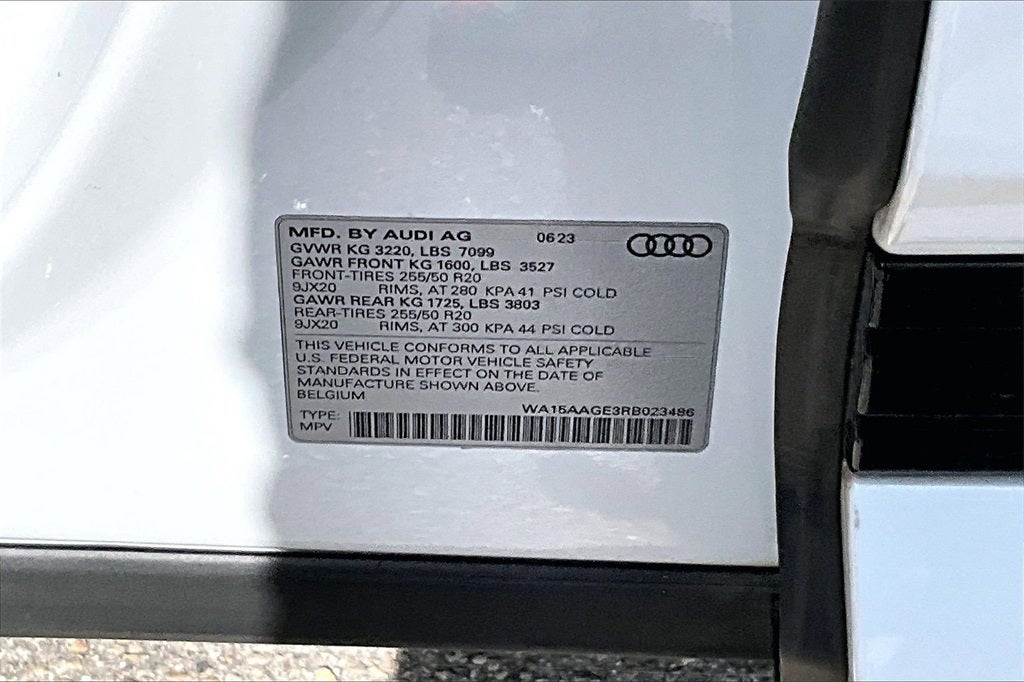 MFD. BY AUDI AG 0623
GVWR KG 3220, LBS 7099
GAWR FRONT KG 1600, LBS 3527
FRONT-TIRES 255/50 R20
9JX20 RIMS, AT 280 KPA 41 PSI COLD
GAWR REAR KG 1725, LBS 3803
REAR-TIRES 255/50 R20
9JX20 RIMS, AT 300 KPA 44 PSI COLD
THIS VEHICLE CONFORMS TO ALL APPLICABLE
U.S. FEDERAL MOTOR VEHICLE SAFETY
STANDARDS IN EFFECT ON THE DATE OF
MANUFACTURE SHOWN ABOVE.
BELGIUM
WA15AAGE3RB023486
TYPE:
MPV